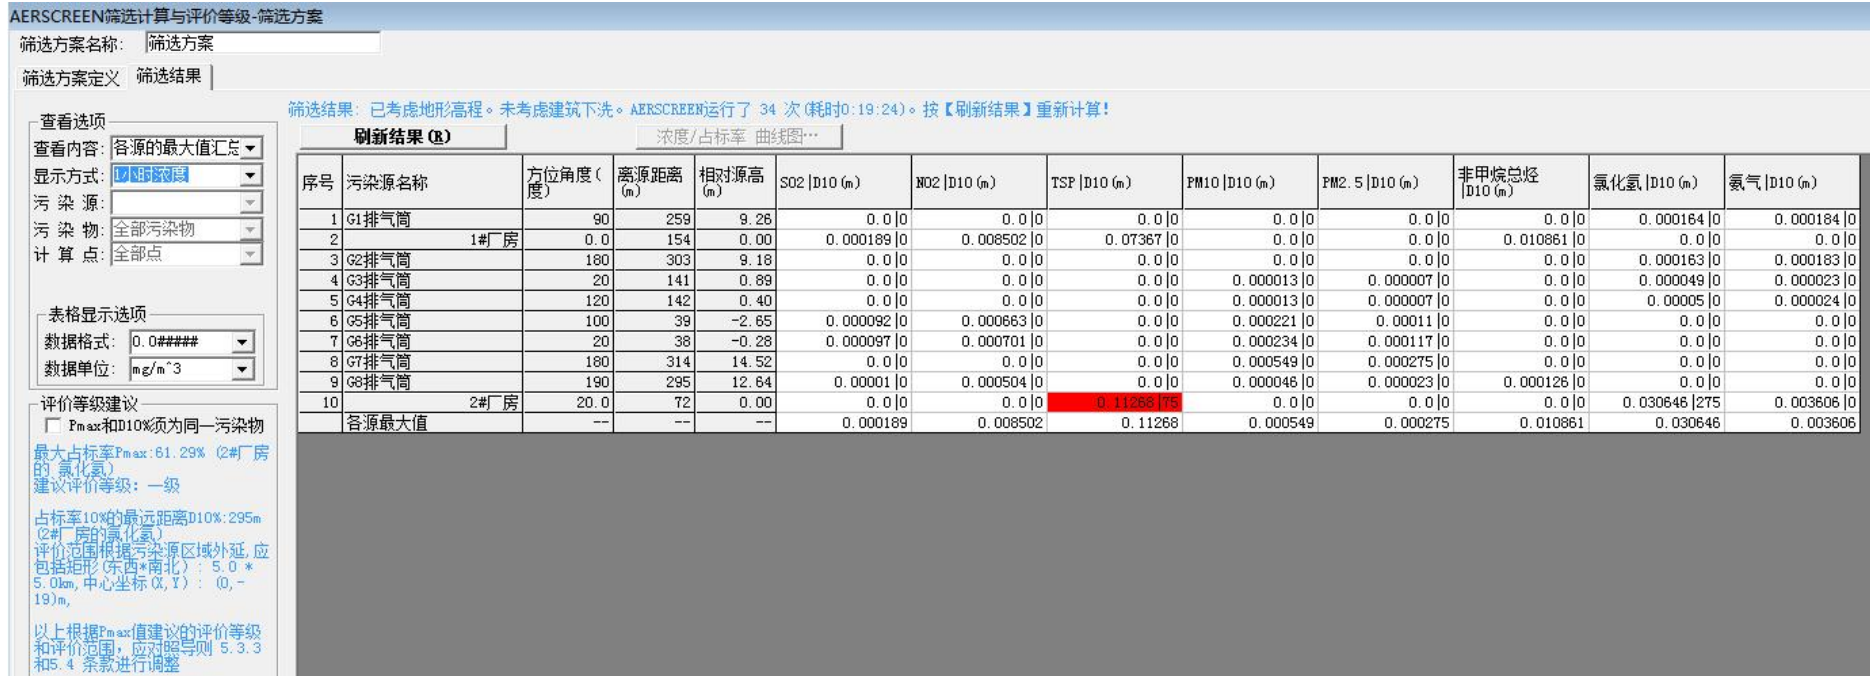 AERSCREEN筛选计算与评价等级-筛选方案
筛选方案名称: 筛选方案
筛选方案定义 筛选结果
筛选结果: 已考虑地形高程。未考虑建筑下洗。AERSCREEN运行了 34 次(耗时0:19:24)。按【刷新结果】重新计算!
查看选项
查看内容: 各源的最大值汇总
显示方式: 1小时浓度
污 染 源:
污 染 物: 全部污染物
计 算 点: 全部点
表格显示选项
数据格式: 0.0#####
数据单位: mg/m^3
评价等级建议
Pmax和D10%须为同一污染物
最大占标率Pmax:61.29% (2#厂房
的 氯化氢)
建议评价等级: 一级
占标率10%的最远距离D10%:295m
(2#厂房的氯化氢)
评价范围根据污染源区域外延,应
包括矩形(东西*南北): 5.0 *
5.0km,中心坐标(X,Y): (0,-
19)m,
以上根据Pmax值建议的评价等级
和评价范围,应对照导则 5.3.3
和5.4 条款进行调整
刷新结果(R) 浓度/占标率 曲线图…
序号 污染源名称 方位角度(度) 离源距离(m) 相对源高(m) SO2|D10(m) NO2|D10(m) TSP|D10(m) PM10|D10(m) PM2.5|D10(m) 非甲烷总烃|D10(m) 氯化氢|D10(m) 氨气|D10(m)
1 G1排气筒 90 259 9.26 0.0|0 0.0|0 0.0|0 0.0|0 0.0|0 0.0|0 0.000164|0 0.000184|0
2 1#厂房 0.0 154 0.00 0.000189|0 0.008502|0 0.07367|0 0.0|0 0.0|0 0.010861|0 0.0|0 0.0|0
3 G2排气筒 180 303 9.18 0.0|0 0.0|0 0.0|0 0.0|0 0.0|0 0.0|0 0.000163|0 0.000183|0
4 G3排气筒 20 141 0.89 0.0|0 0.0|0 0.0|0 0.000013|0 0.000007|0 0.0|0 0.000049|0 0.000023|0
5 G4排气筒 120 142 0.40 0.0|0 0.0|0 0.0|0 0.000013|0 0.000007|0 0.0|0 0.00005|0 0.000024|0
6 G5排气筒 100 39 -2.65 0.000092|0 0.000663|0 0.0|0 0.000221|0 0.00011|0 0.0|0 0.0|0 0.0|0
7 G6排气筒 20 38 -0.28 0.000097|0 0.000701|0 0.0|0 0.000234|0 0.000117|0 0.0|0 0.0|0 0.0|0
8 G7排气筒 180 314 14.52 0.0|0 0.0|0 0.0|0 0.000549|0 0.000275|0 0.0|0 0.0|0 0.0|0
9 G8排气筒 190 295 12.64 0.00001|0 0.000504|0 0.0|0 0.000046|0 0.000023|0 0.000126|0 0.0|0 0.0|0
10 2#厂房 20.0 72 0.00 0.0|0 0.0|0 0.11268|75 0.0|0 0.0|0 0.0|0 0.030646|275 0.003606|0
各源最大值 -- -- -- 0.000189 0.008502 0.11268 0.000549 0.000275 0.010861 0.030646 0.003606